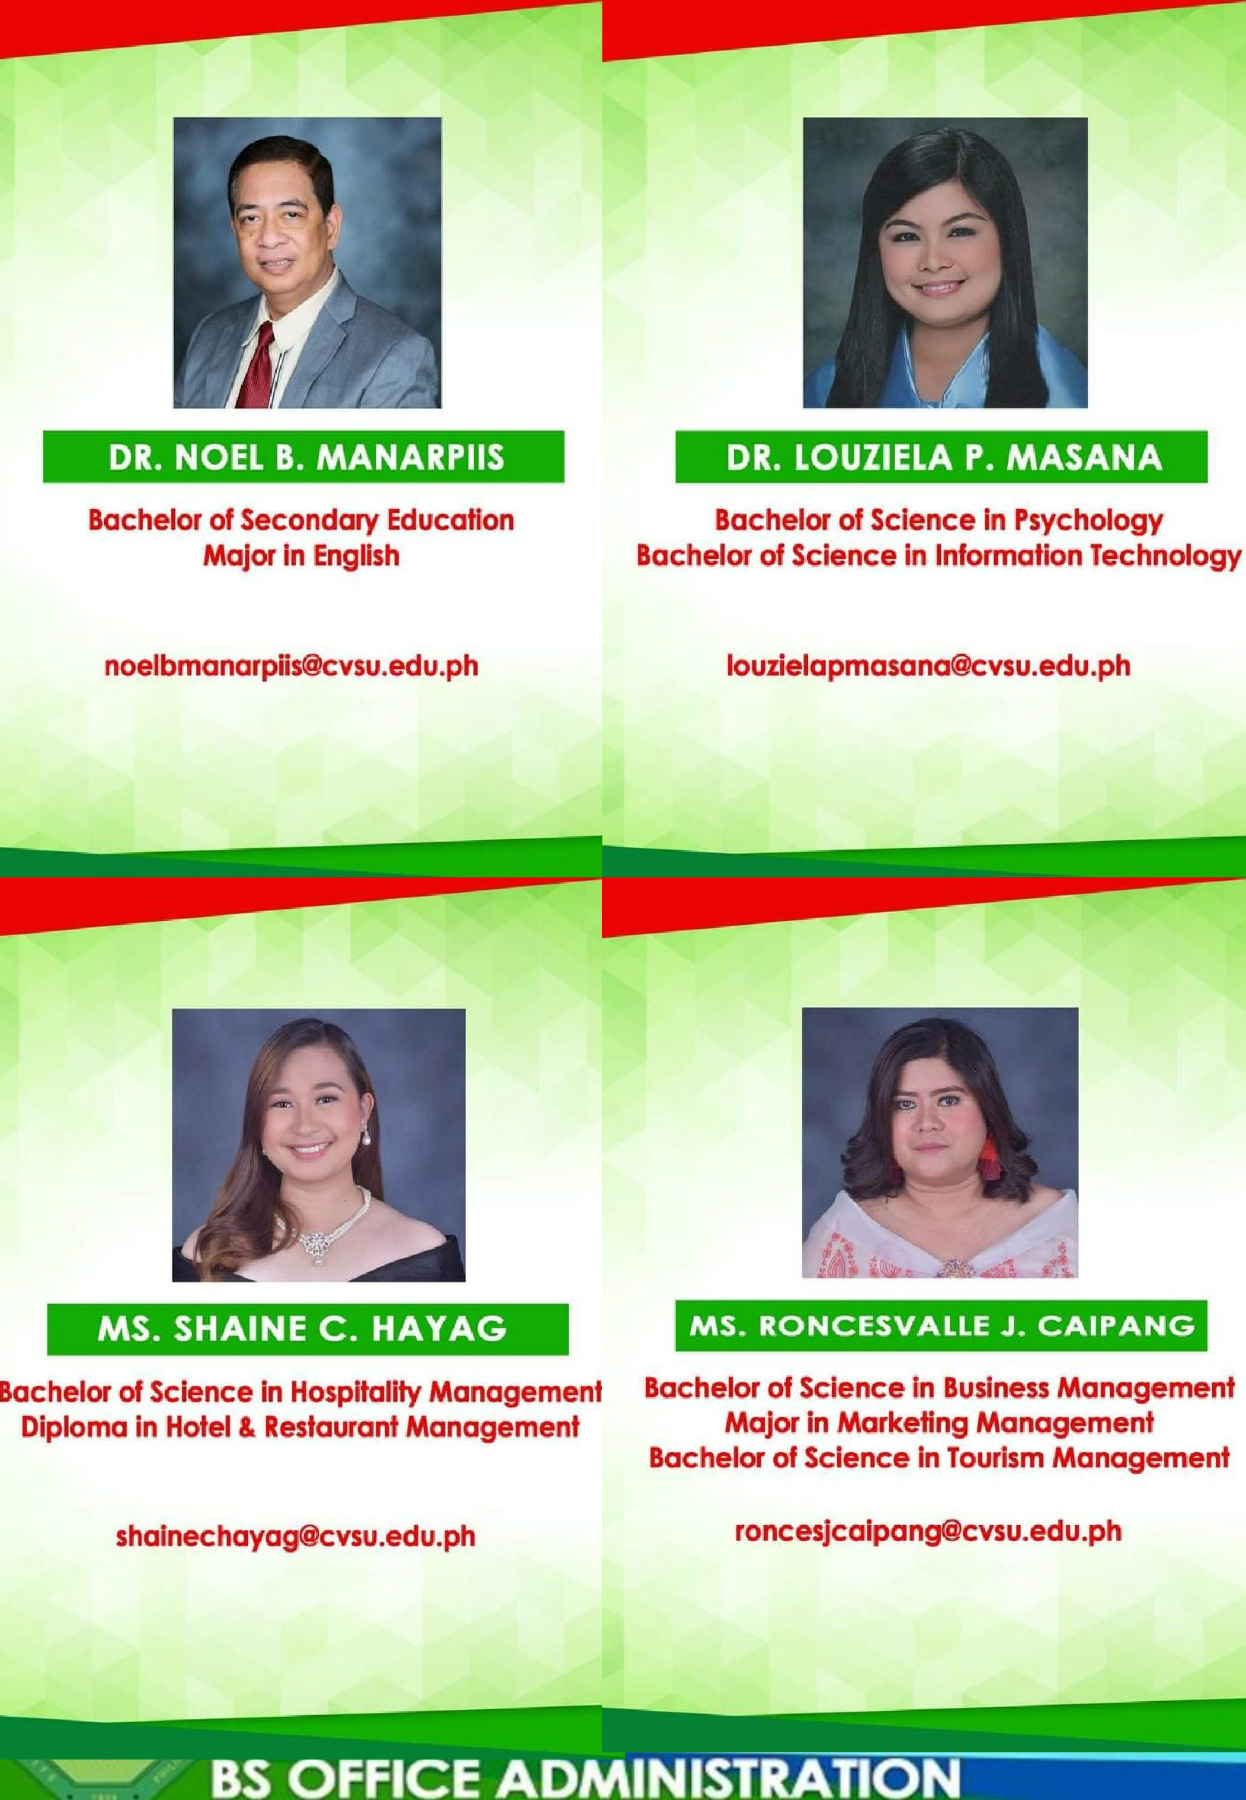 DR. NOEL B. MANARPIIS
Bachelor of Secondary Education
Major in English
noelbmanarpiis@cvsu.edu.ph
DR. LOUZIELA P. MASANA
Bachelor of Science in Psychology
Bachelor of Science in Information Technology
louzielapmasana@cvsu.edu.ph
MS. SHAINE C. HAYAG
Bachelor of Science in Hospitality Management
Diploma in Hotel & Restaurant Management
shainechayag@cvsu.edu.ph
MS. RONCESVALLE J. CAIPANG
Bachelor of Science in Business Management
Major in Marketing Management
Bachelor of Science in Tourism Management
roncesjcaipang@cvsu.edu.ph
BS OFFICE ADMINISTRATION